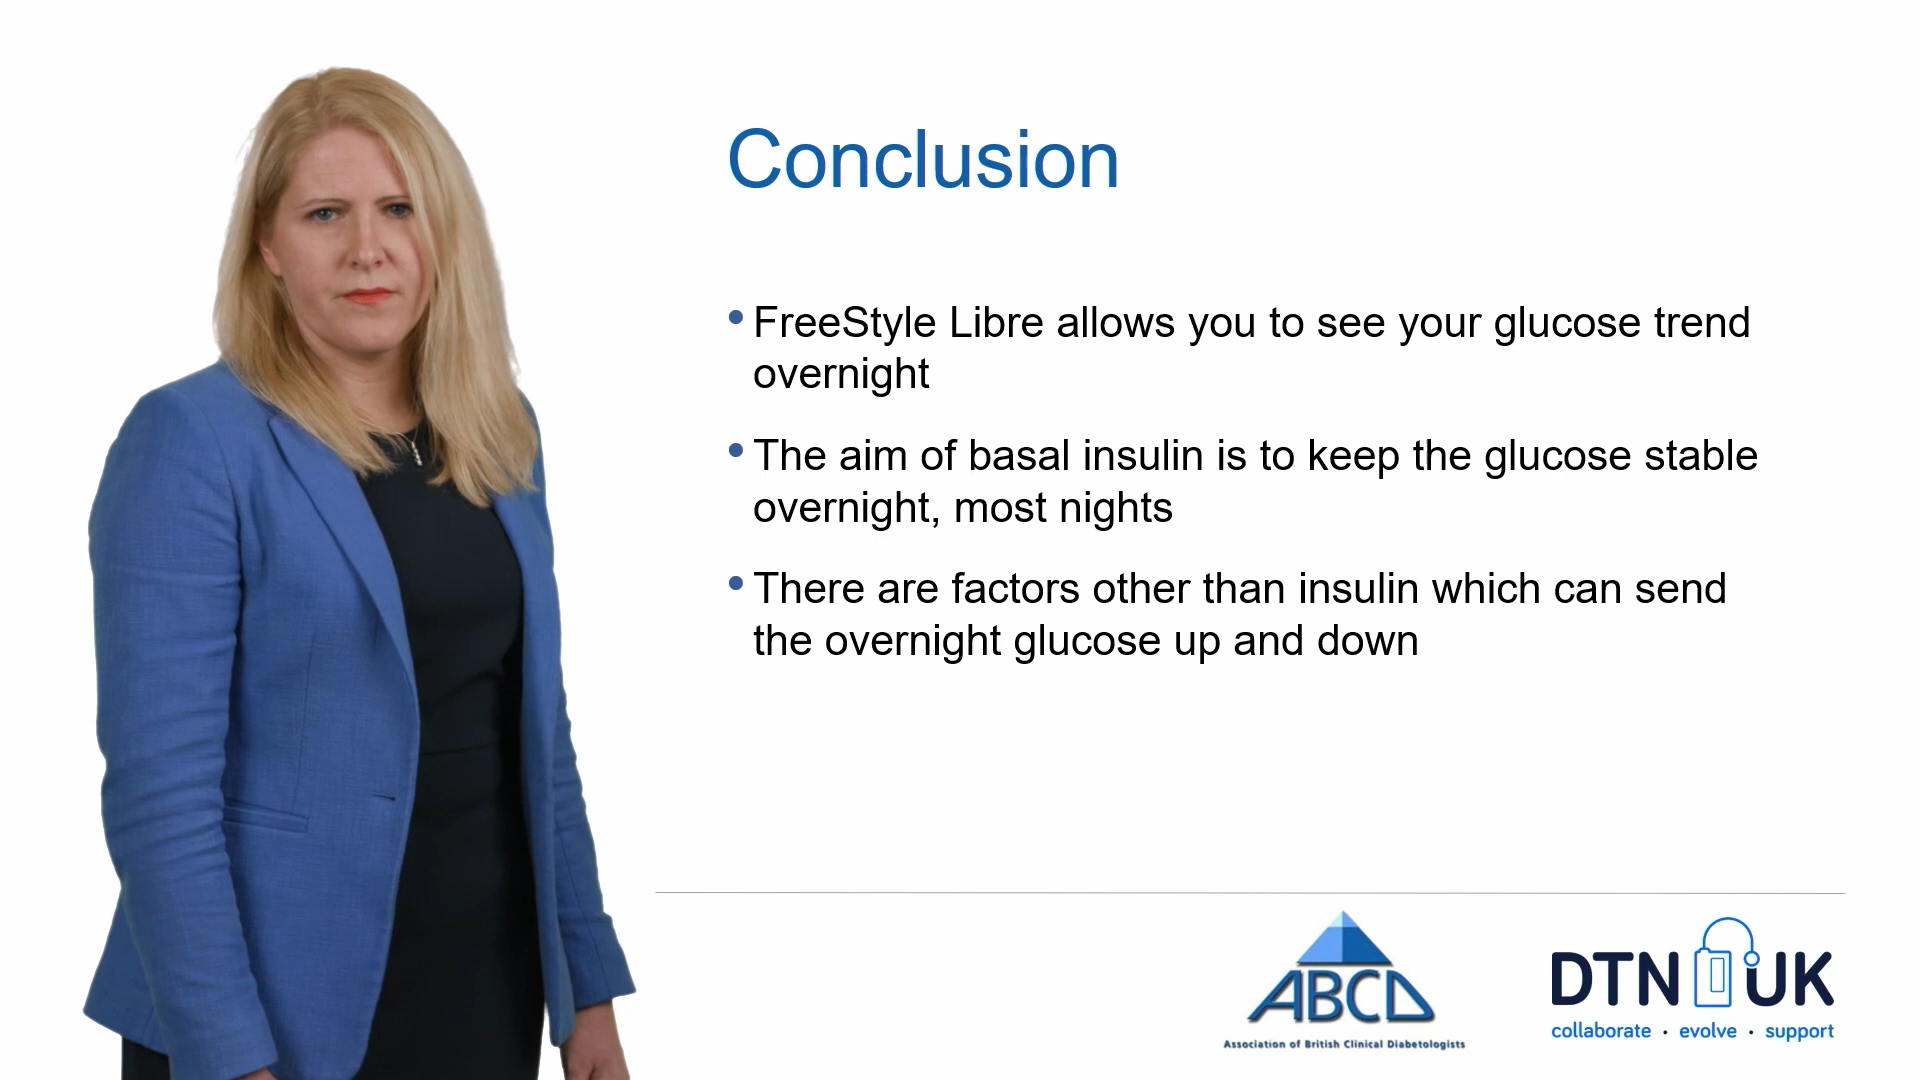 Conclusion
• FreeStyle Libre allows you to see your glucose trend
overnight
• The aim of basal insulin is to keep the glucose stable
overnight, most nights
• There are factors other than insulin which can send
the overnight glucose up and down
ABCD
Association of British Clinical Diabetologists
DTN UK
collaborate · evolve · support